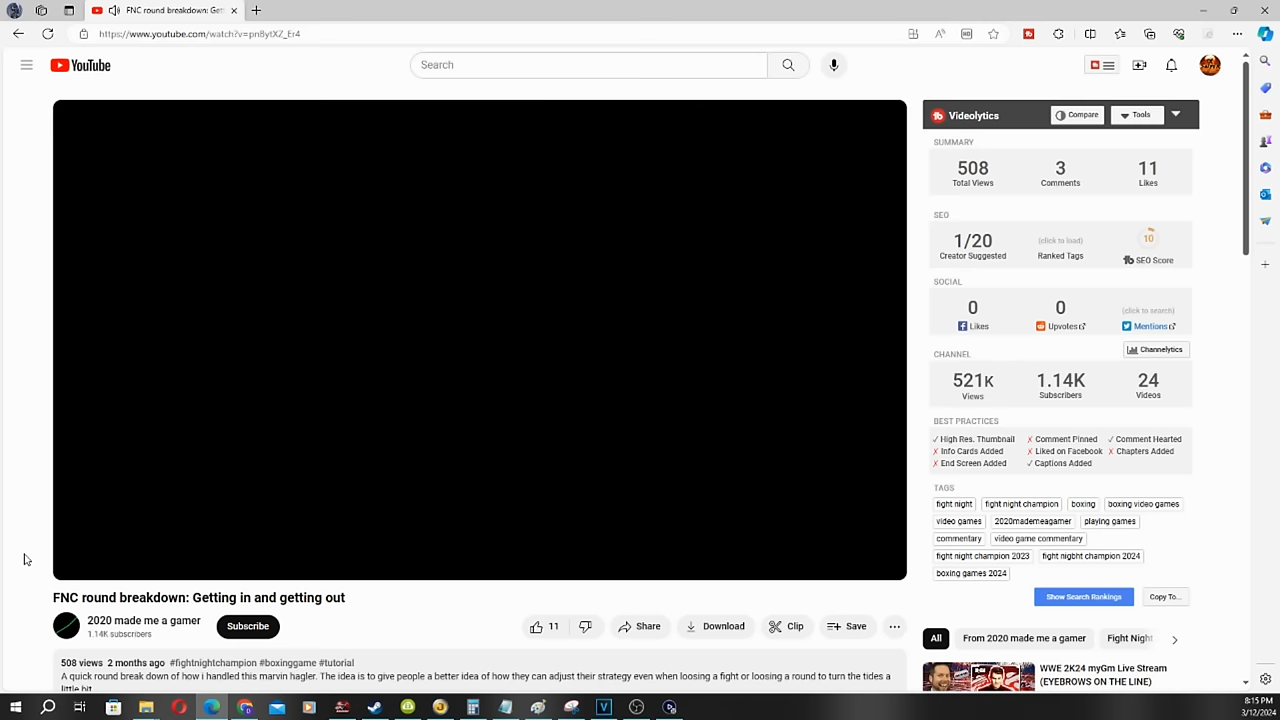 FNC round breakdown: Get
https://www.youtube.com/watch?v=pn8ytXZ_Er4
YouTube
Search
Videolytics
Compare
Tools
SUMMARY
508
3
11
Total Views
Comments
Likes
SEO
1/20
(click to load)
10
Creator Suggested
Ranked Tags
SEO Score
SOCIAL
0
0
(click to search)
Likes
Upvotes
Mentions
CHANNEL
Channelytics
521K
1.14K
24
Views
Subscribers
Videos
BEST PRACTICES
✓ High Res. Thumbnail
✗ Comment Pinned
✓ Comment Hearted
✗ Info Cards Added
✗ Liked on Facebook
✗ Chapters Added
✗ End Screen Added
✓ Captions Added
TAGS
fight night
fight night champion
boxing
boxing video games
video games
2020mademeagamer
playing games
commentary
video game commentary
fight night champion 2023
fight nigbht champion 2024
boxing games 2024
Show Search Rankings
Copy To...
FNC round breakdown: Getting in and getting out
2020 made me a gamer
1.14K subscribers
Subscribe
11
Share
Download
Clip
Save
508 views 2 months ago #fightnightchampion #boxinggame #tutorial
A quick round break down of how i handled this marvin hagler. The idea is to give people a better idea of how they can adjust their strategy even when loosing a fight or loosing a round to turn the tides a
little bit
All
From 2020 made me a gamer
Fight Night
WWE 2K24 myGm Live Stream
(EYEBROWS ON THE LINE)
8:15 PM
3/12/2024